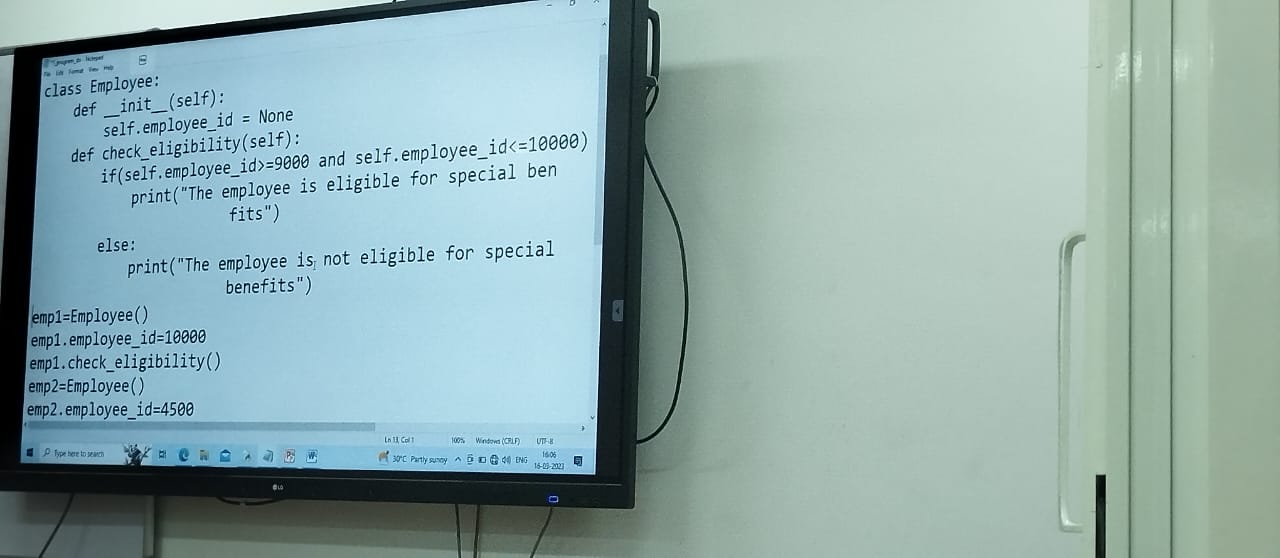 File Edit Format View Help
class Employee:
def __init__(self):
self.employee_id = None
def check_eligibility(self):
if(self.employee_id>=9000 and self.employee_id<=10000)
print("The employee is eligible for special ben
fits")
else:
print("The employee is not eligible for special
benefits")
emp1=Employee()
emp1.employee_id=10000
emp1.check_eligibility()
emp2=Employee()
emp2.employee_id=4500
Ln 13, Col 1 100% Windows (CRLF) UTF-8
Type here to search 30°C Partly sunny ENG 16:06
16-03-2023
LG